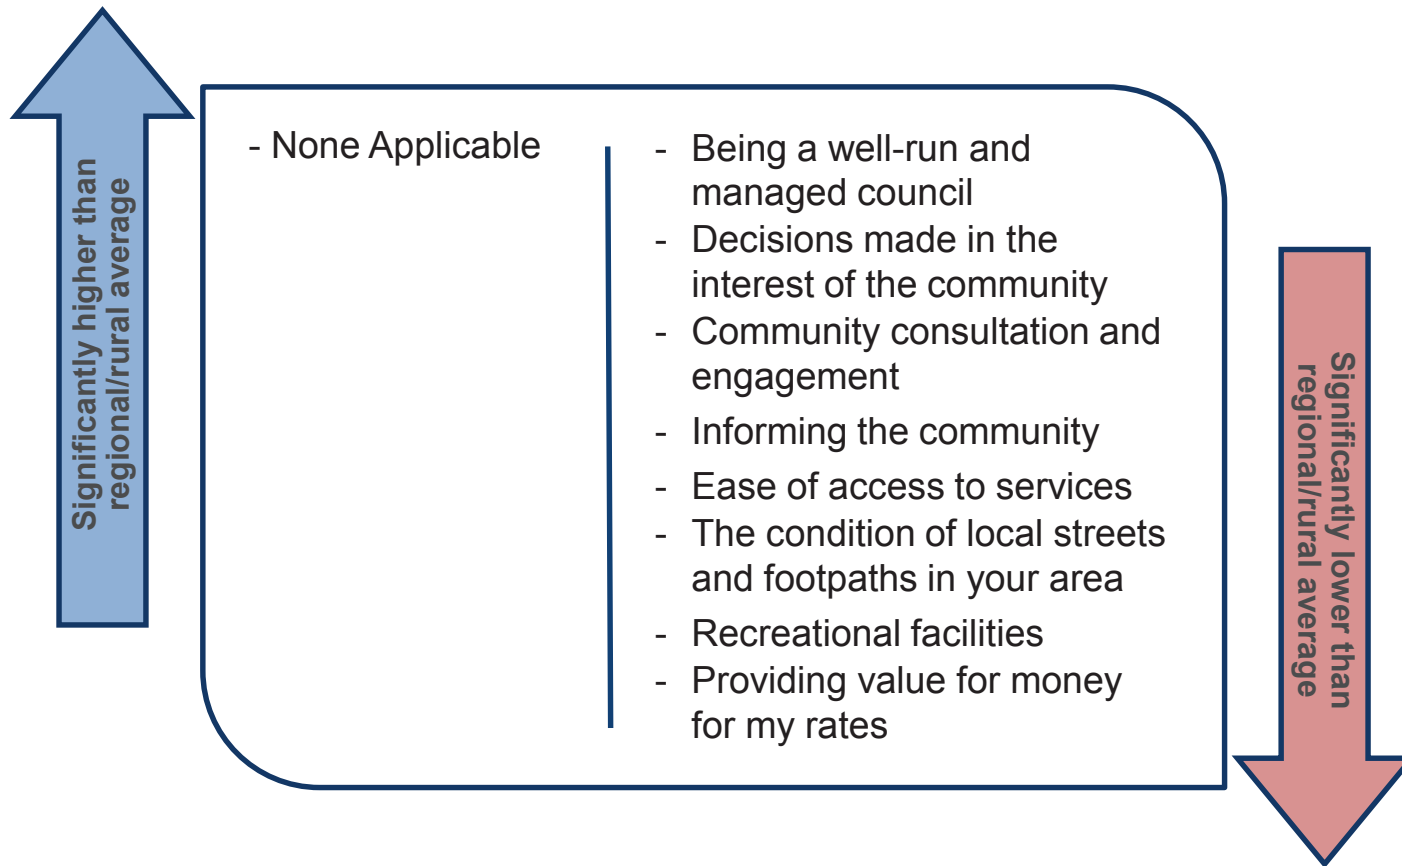 Significantly higher than
regional/rural average
- None Applicable
- Being a well-run and
managed council
- Decisions made in the
interest of the community
- Community consultation and
engagement
- Informing the community
- Ease of access to services
- The condition of local streets
and footpaths in your area
- Recreational facilities
- Providing value for money
for my rates
Significantly lower than
regional/rural average